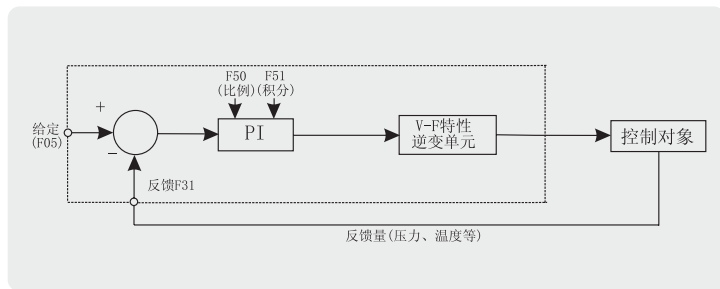 F50 F51
(比例)(积分)
+
给定
(F05)
PI
V-F特性
逆变单元
控制对象
−
反馈F31
反馈量(压力、温度等)